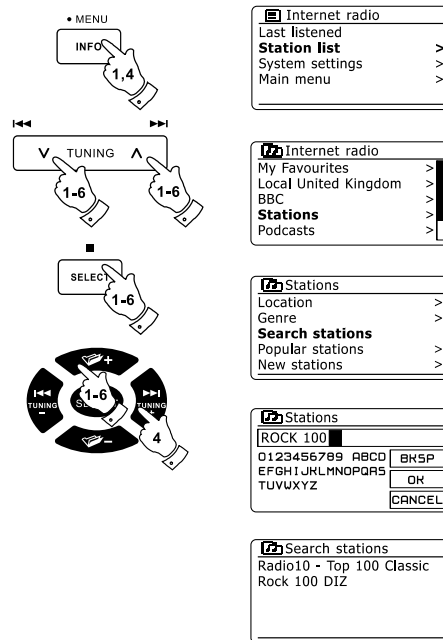 • MENU
INFO
1,4
TUNING
1-6
1-6
SELECT
1-6
+
TUNING
-
1-6
TUNING
4
-
Internet radio
Last listened
Station list >
System settings >
Main menu >
Internet radio
My Favourites >
Local United Kingdom >
BBC >
Stations >
Podcasts >
Stations
Location >
Genre >
Search stations
Popular stations >
New stations >
Stations
ROCK 100
0123456789 ABCD BKSP
EFGHIJKLMNOPQRS
OK
TUVWXYZ
CANCEL
Search stations
Radio10 - Top 100 Classic
Rock 100 DIZ